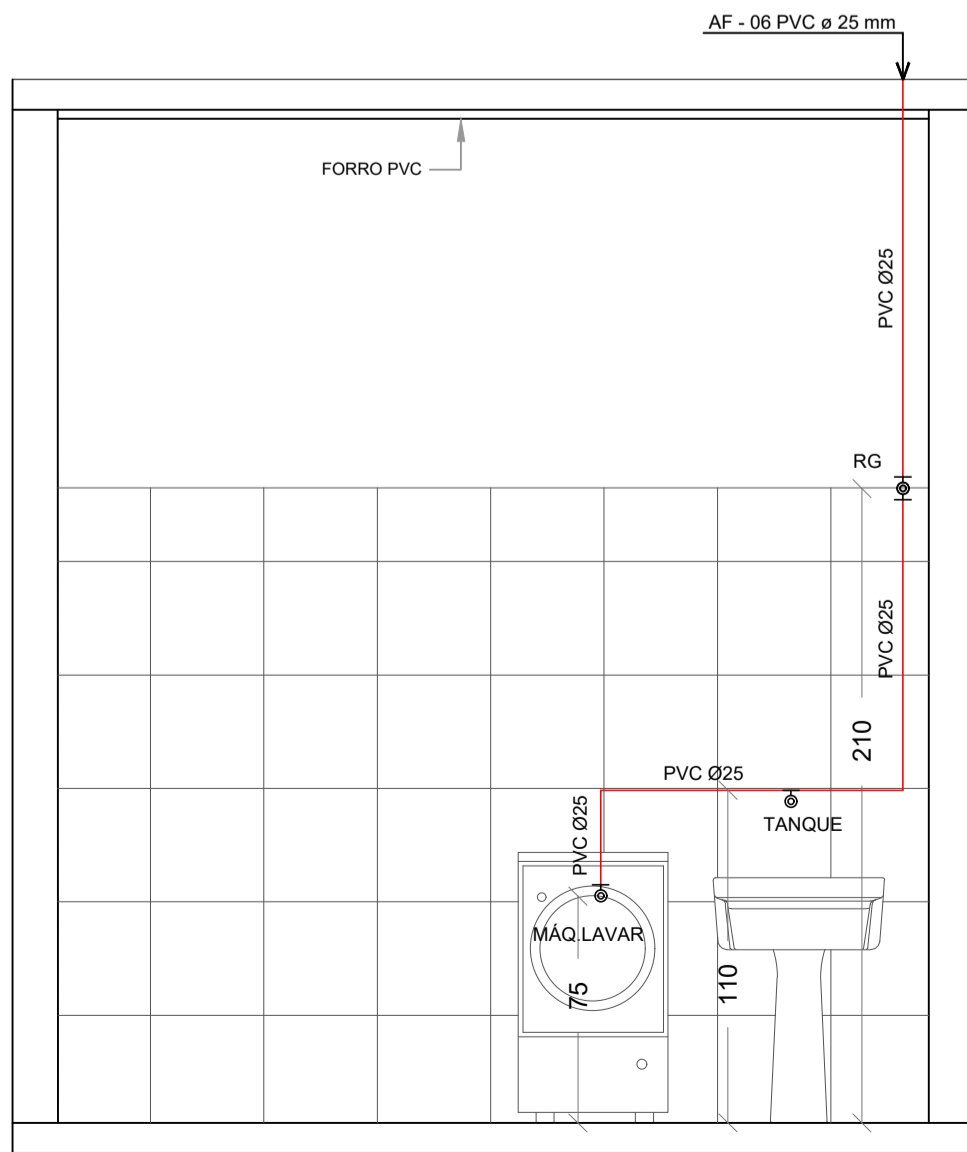 AF - 06 PVC ø 25 mm
FORRO PVC
PVC Ø25
RG
PVC Ø25
210
PVC Ø25
TANQUE
PVC Ø25
MÁQ.LAVAR
75
110